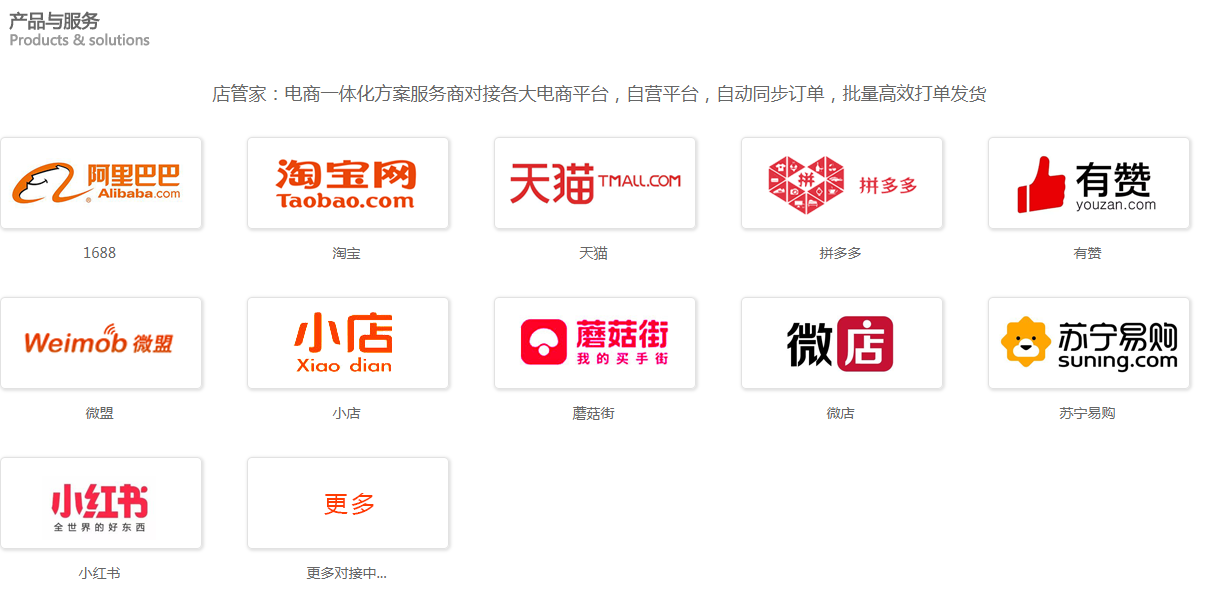 产品与服务
Products & solutions
店管家：电商一体化方案服务商对接各大电商平台，自营平台，自动同步订单，批量高效打单发货
阿里巴巴
Alibaba.com
1688
淘宝网
Taobao.com
淘宝
天猫TMALL.COM
天猫
拼
拼多多
拼多多
有赞
youzan.com
有赞
Weimob 微盟
微盟
小店
Xiao dian
小店
蘑菇街
我的买手街
蘑菇街
微店
微店
苏宁易购
suning.com
苏宁易购
小红书
全世界的好东西
小红书
更多
更多对接中...